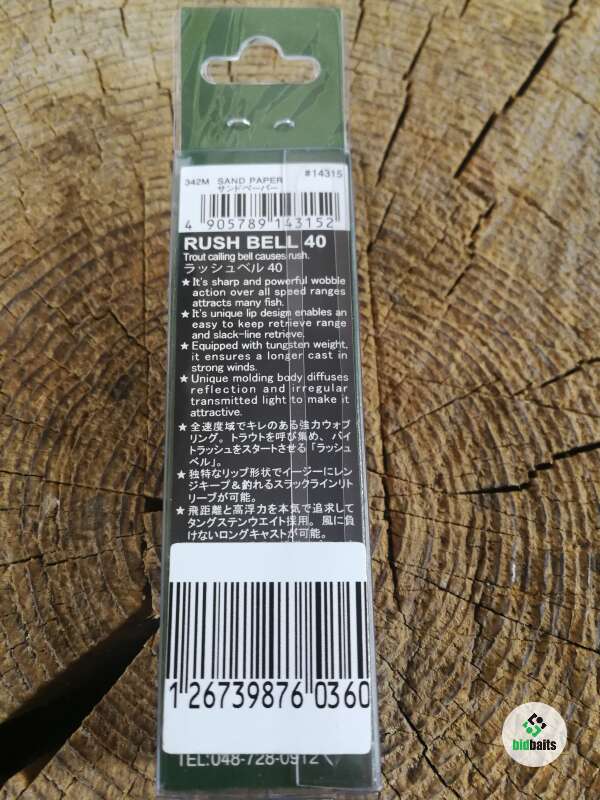 342M SAND PAPER #14315
サンドペーパー
4 905789 143152
RUSH BELL 40
Trout calling bell causes rush.
ラッシュベル 40
★It's sharp and powerful wobble
action over all speed ranges
attracts many fish.
★It's unique lip design enables an
easy to keep retrieve range
and slack-line retrieve.
★Equipped with tungsten weight,
it ensures a longer cast in
strong winds.
★Unique molding body diffuses
reflection and irregular
transmitted light to make it
attractive.
★全速度域でキレのある強力ウォブ
リング。トラウトを呼び集め、バイ
トラッシュをスタートさせる「ラッシュ
ベル」。
★独特なリップ形状でイージーにレン
ジキープ&釣れるスラックラインリト
リーブが可能。
★飛距離と高浮力を本気で追求して
タングステンウエイト採用。風に負
けないロングキャストが可能。
1 26739876 0360
TEL:048-728-0912
bidbaits